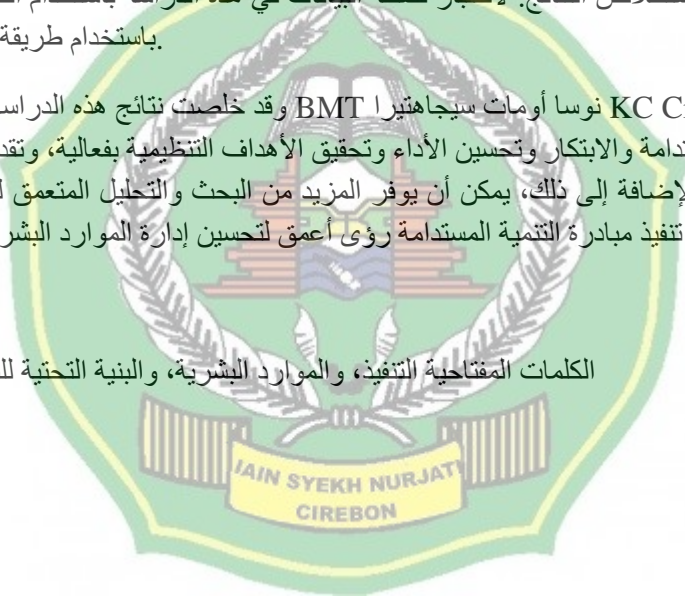 باستخدام طريقة.
KC C نوسا أومات سيجاهتيرا BMT وقد خلصت نتائج هذه الدراس
دامة والابتكار وتحسين الأداء وتحقيق الأهداف التنظيمية بفعالية، وتقد
لإضافة إلى ذلك، يمكن أن يوفر المزيد من البحث والتحليل المتعمق ل
تنفيذ مبادرة التنمية المستدامة رؤى أعمق لتحسين إدارة الموارد البشر
الكلمات المفتاحية التنفيذ، والموارد البشرية، والبنية التحتية لل
IAIN SYEKH NURJATI
CIREBON